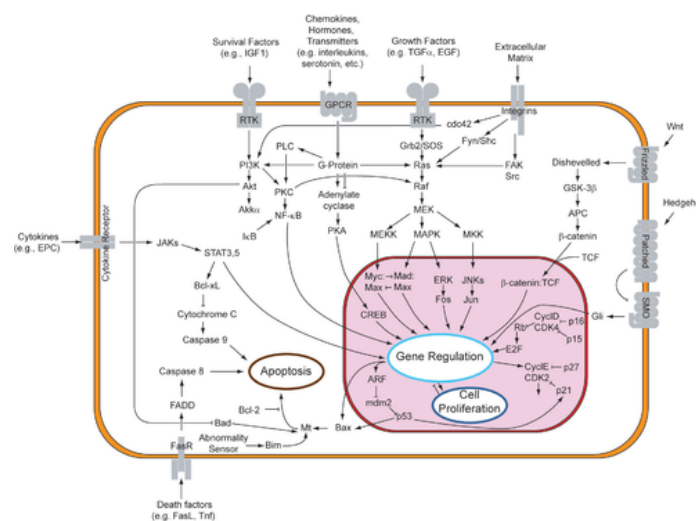 Survival Factors
(e.g., IGF1)
Chemokines,
Hormones,
Transmitters
(e.g. interleukins,
serotonin, etc.)
Growth Factors
(e.g. TGFα, EGF)
Extracellular
Matrix
RTK
GPCR
RTK
Integrins
cdc42
Wnt
Frizzled
PLC
Grb2/SOS
Fyn/Shc
Dishevelled
PI3K
G-Protein
Ras
FAK
Src
GSK-3β
Akt
PKC
Adenylate
cyclase
Raf
APC
Hedgeh
Akkα
NF-κB
MEK
β-catenin
Patched
IκB
PKA
MEKK
MAPK
MKK
TCF
Cytokines
(e.g., EPC)
Cytokine Receptor
JAKs
STAT3,5
Myc:
Max
Mad:
Max
ERK
Fos
JNKs
Jun
β-catenin:TCF
SMO
Bcl-xL
CREB
Gli
Cytochrome C
CycID
CDK4
p16
p15
Rb
Caspase 9
E2F
Gene Regulation
Caspase 8
Apoptosis
ARF
CycIE
CDK2
p27
p21
FADD
Bcl-2
mdm2
Cell
Proliferation
Bad
Mt
Bax
p53
FasR
Abnormality
Sensor
Bim
Death factors
(e.g. FasL, Tnf)